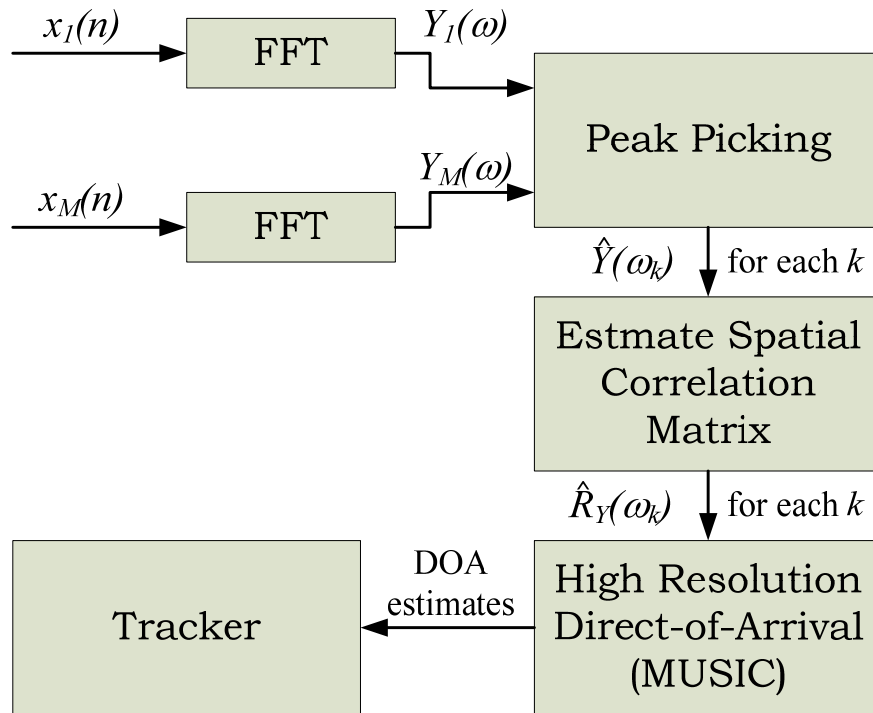 x1(n)
FFT
Y1(ω)
Peak Picking
xM(n)
FFT
YM(ω)
Ŷ(ωk) for each k
Estmate Spatial
Correlation
Matrix
R̂Y(ωk) for each k
High Resolution
Direct-of-Arrival
(MUSIC)
DOA
estimates
Tracker